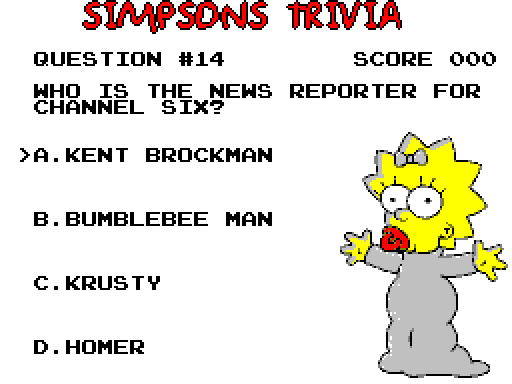 SIMPSONS TRIVIA
QUESTION #14 SCORE 000
WHO IS THE NEWS REPORTER FOR
CHANNEL SIX?
>A.KENT BROCKMAN
B.BUMBLEBEE MAN
C.KRUSTY
D.HOMER